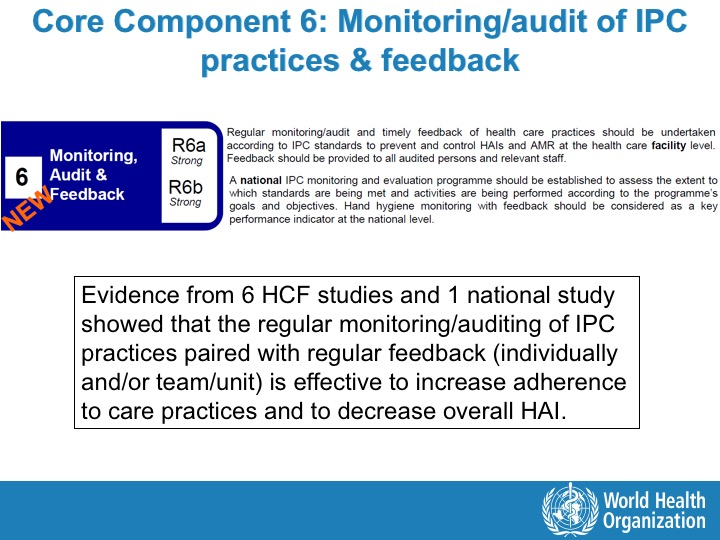 Core Component 6: Monitoring/audit of IPC
practices & feedback
6
Monitoring,
Audit &
Feedback
NEW
R6a
Strong
R6b
Strong
Regular monitoring/audit and timely feedback of health care practices should be undertaken
according to IPC standards to prevent and control HAIs and AMR at the health care facility level.
Feedback should be provided to all audited persons and relevant staff.
A national IPC monitoring and evaluation programme should be established to assess the extent to
which standards are being met and activities are being performed according to the programme's
goals and objectives. Hand hygiene monitoring with feedback should be considered as a key
performance indicator at the national level.
Evidence from 6 HCF studies and 1 national study
showed that the regular monitoring/auditing of IPC
practices paired with regular feedback (individually
and/or team/unit) is effective to increase adherence
to care practices and to decrease overall HAI.
World Health
Organization